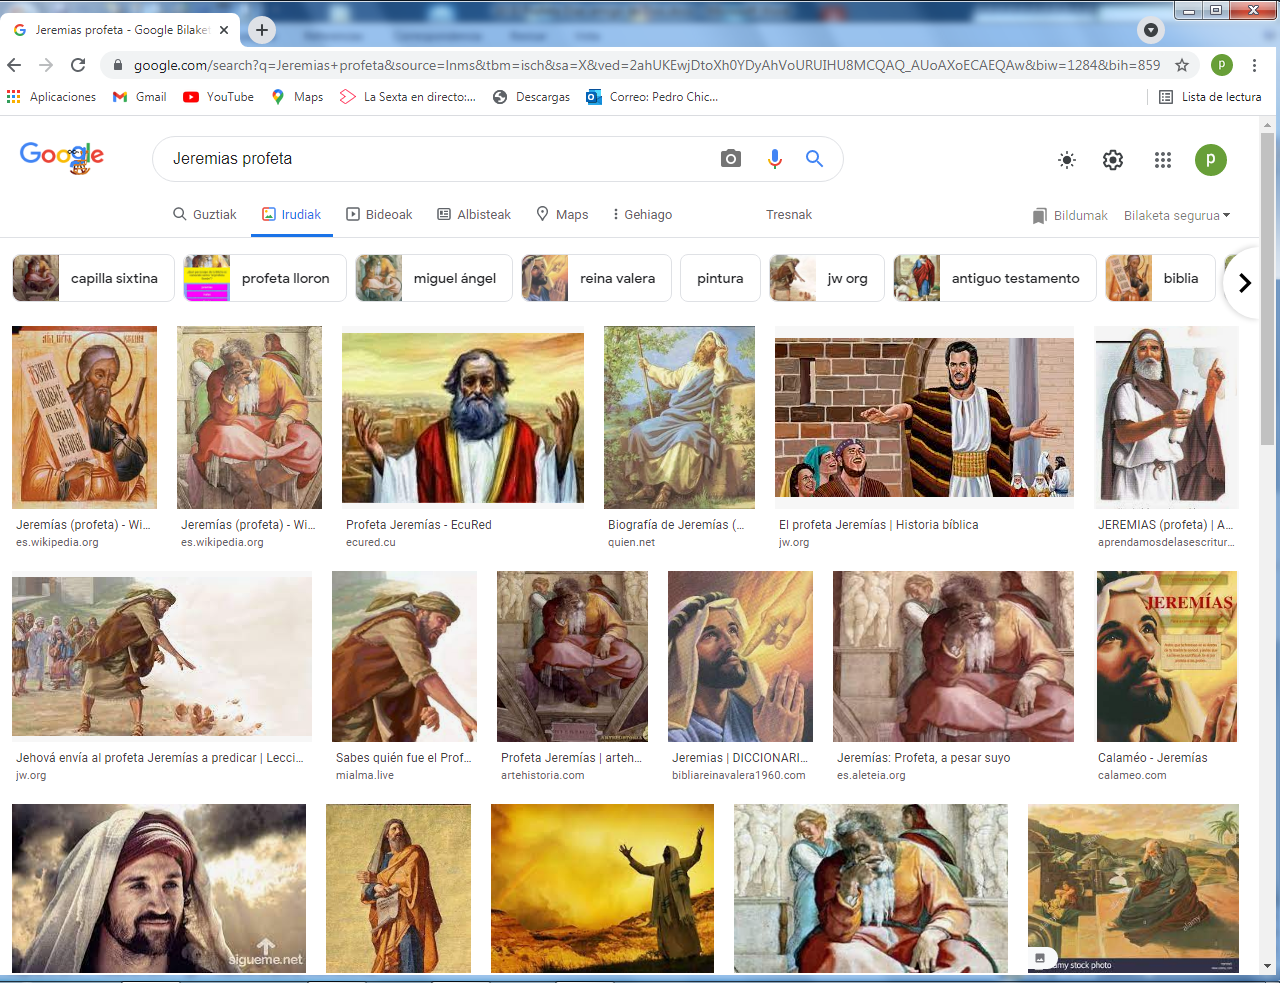 Jeremias profeta - Google Bilake
google.com/search?q=Jeremias+profeta&source=lnms&tbm=isch&sa=X&ved=2ahUKEwjDtoXh0YDyAhVoURUIHU8MCQAQ_AUoAXoECAEQAw&biw=1284&bih=859
P
Aplicaciones
Gmail
YouTube
Maps
La Sexta en directo:...
Descargas
Correo: Pedro Chic...
Lista de lectura
Google
Jeremias profeta
p
Guztiak
Irudiak
Bideoak
Albisteak
Maps
Gehiago
Tresnak
Bildumak
Bilaketa segurua
capilla sixtina
profeta lloron
miguel ángel
reina valera
pintura
jw org
antiguo testamento
biblia
Jeremías (profeta) - Wi...
es.wikipedia.org
Jeremías (profeta) - Wi...
es.wikipedia.org
Profeta Jeremías - EcuRed
ecured.cu
Biografía de Jeremías (...
quien.net
El profeta Jeremías | Historia bíblica
jw.org
JEREMIAS (profeta) | A...
aprendamosdelasescritur...
JEREMÍAS
Jehová envía al profeta Jeremías a predicar | Lecci...
jw.org
Sabes quién fue el Prof...
mialma.live
Profeta Jeremías | arteh...
artehistoria.com
Jeremias | DICCIONARI...
bibliareinavalera1960.com
Jeremías: Profeta, a pesar suyo
es.aleteia.org
Calaméo - Jeremías
calameo.com
sigueme.net
alamy
amy stock photo